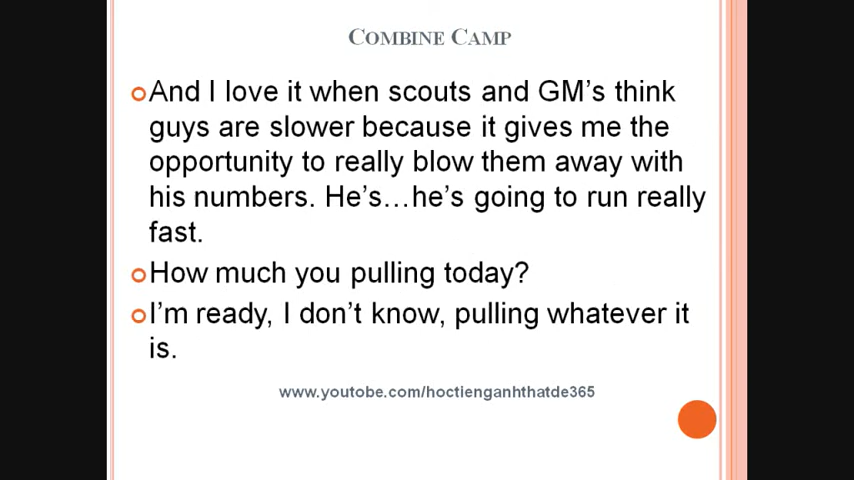 COMBINE CAMP
And I love it when scouts and GM's think
guys are slower because it gives me the
opportunity to really blow them away with
his numbers. He's…he's going to run really
fast.
How much you pulling today?
I'm ready, I don't know, pulling whatever it
is.
www.youtube.com/hoctienganhthatde365